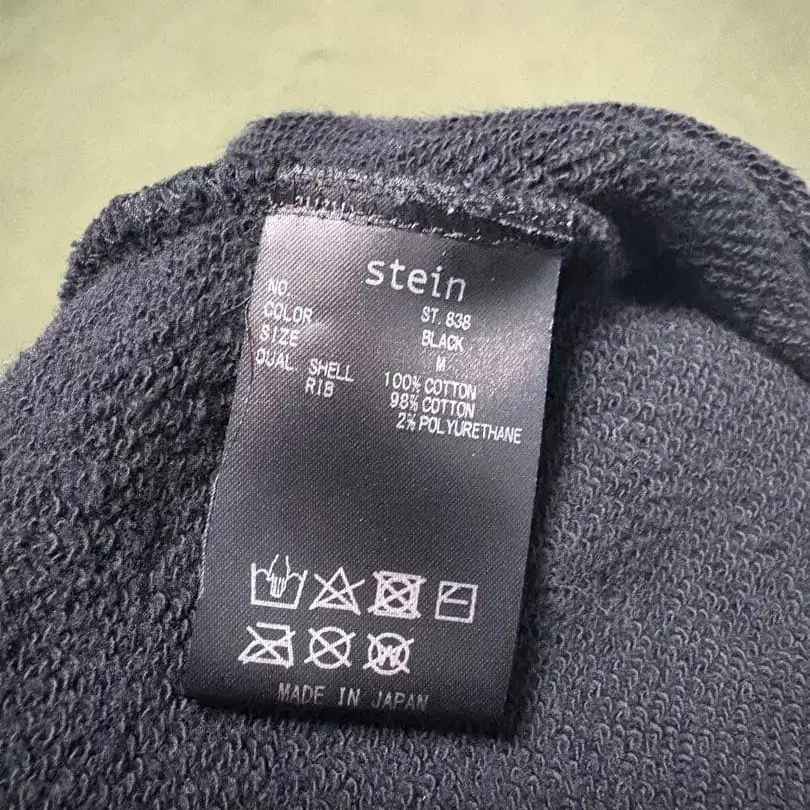 stein
NO. ST.838
COLOR BLACK
SIZE M
QUAL SHELL 100% COTTON
RIB 98% COTTON
2% POLYURETHANE
W
MADE IN JAPAN